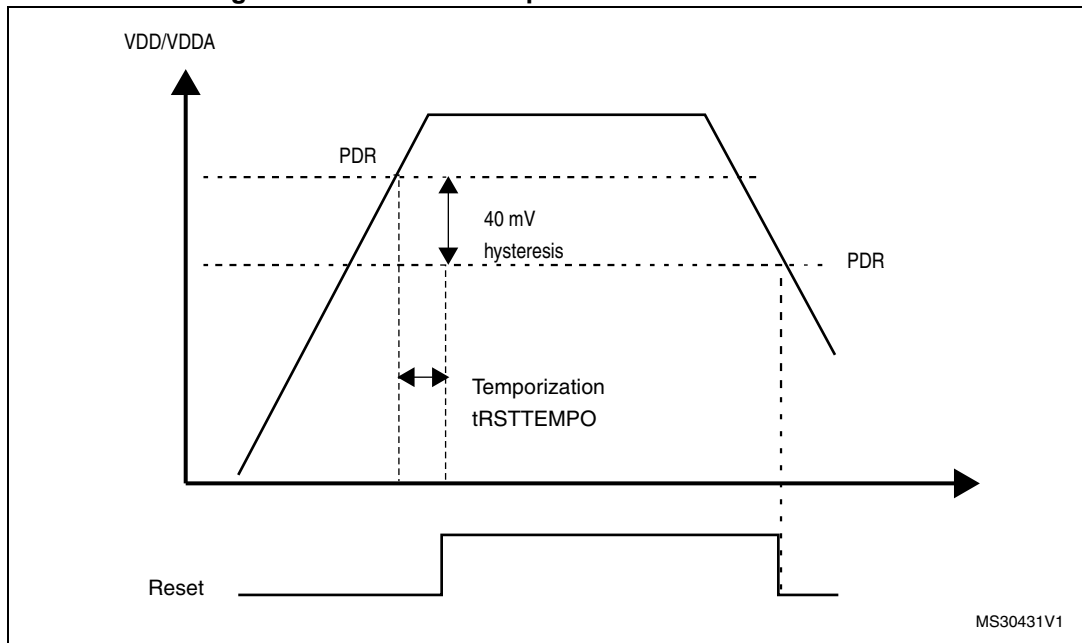 VDD/VDDA
PDR
40 mV
hysteresis
PDR
Temporization
tRSTTEMPO
Reset
MS30431V1